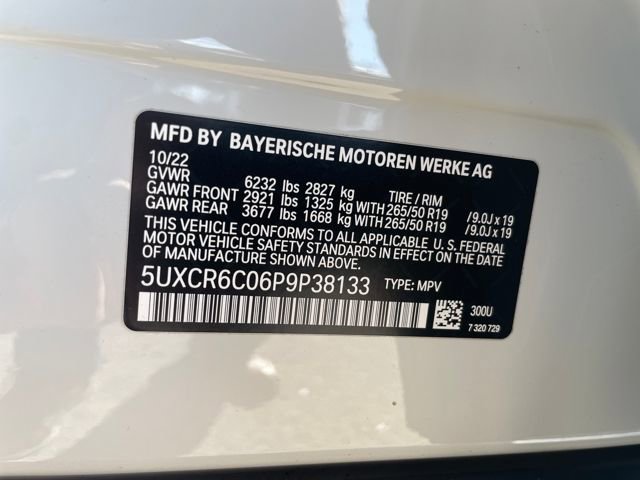 MFD BY BAYERISCHE MOTOREN WERKE AG
10/22
GVWR 6232 lbs 2827 kg TIRE / RIM
GAWR FRONT 2921 lbs 1325 kg WITH 265/50 R19 /9.0J x 19
GAWR REAR 3677 lbs 1668 kg WITH 265/50 R19 /9.0J x 19
THIS VEHICLE CONFORMS TO ALL APPLICABLE U.S. FEDERAL
MOTOR VEHICLE SAFETY STANDARDS IN EFFECT ON THE DATE
OF MANUFACTURE SHOWN ABOVE.
5UXCR6C06P9P38133 TYPE: MPV
300U
7 320 729